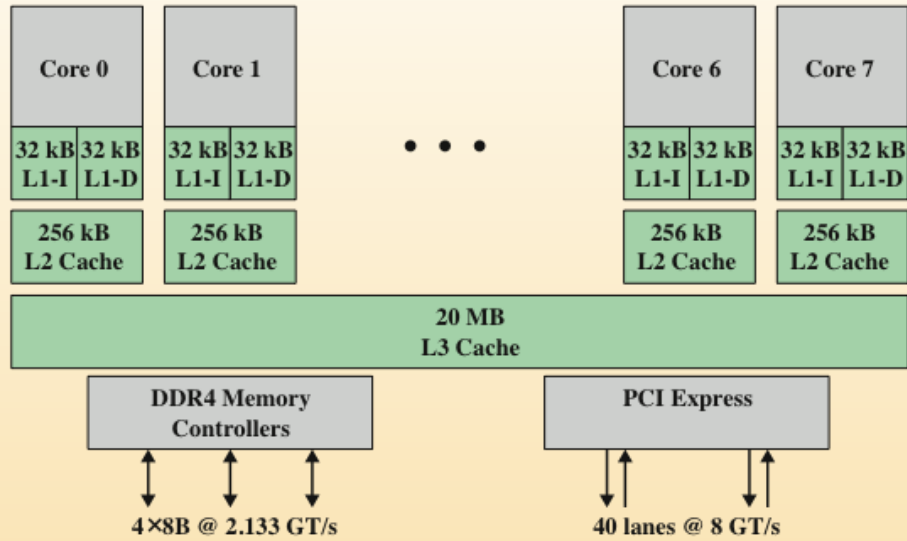 Core 0
Core 1
Core 6
Core 7
32 kB 32 kB
L1-I L1-D
32 kB 32 kB
L1-I L1-D
32 kB 32 kB
L1-I L1-D
32 kB 32 kB
L1-I L1-D
256 kB
L2 Cache
256 kB
L2 Cache
256 kB
L2 Cache
256 kB
L2 Cache
20 MB
L3 Cache
DDR4 Memory
Controllers
PCI Express
4×8B @ 2.133 GT/s
40 lanes @ 8 GT/s